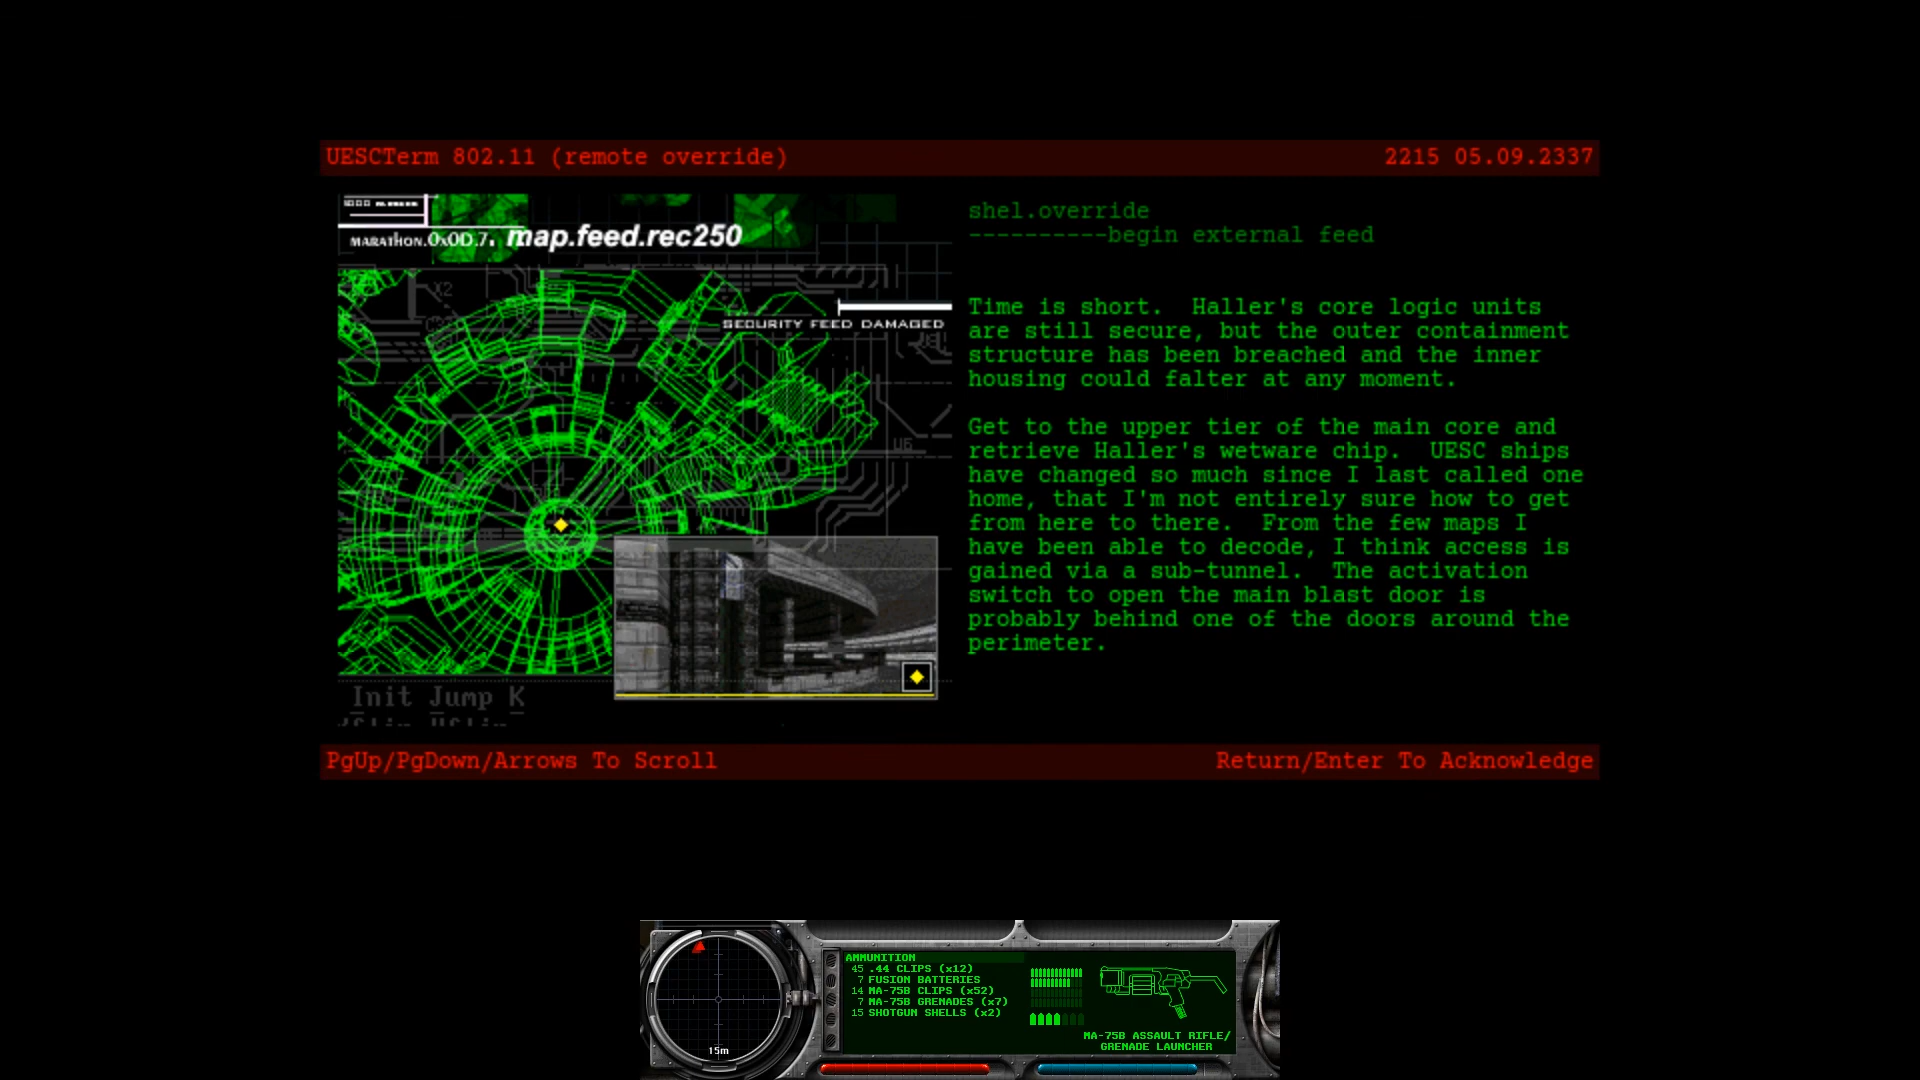 UESCTerm 802.11 (remote override)
2215 05.09.2337
MARATHON.0x0D.7. map.feed.rec250
X2
SECURITY FEED DAMAGED
U6
Init Jump K
shel.override
----------begin external feed
Time is short.  Haller's core logic units
are still secure, but the outer containment
structure has been breached and the inner
housing could falter at any moment.
Get to the upper tier of the main core and
retrieve Haller's wetware chip.  UESC ships
have changed so much since I last called one
home, that I'm not entirely sure how to get
from here to there.  From the few maps I
have been able to decode, I think access is
gained via a sub-tunnel.  The activation
switch to open the main blast door is
probably behind one of the doors around the
perimeter.
PgUp/PgDown/Arrows To Scroll
Return/Enter To Acknowledge
15m
AMMUNITION
45 .44 CLIPS (x12)
7 FUSION BATTERIES
14 MA-75B CLIPS (x52)
7 MA-75B GRENADES (x7)
15 SHOTGUN SHELLS (x2)
MA-75B ASSAULT RIFLE/
GRENADE LAUNCHER